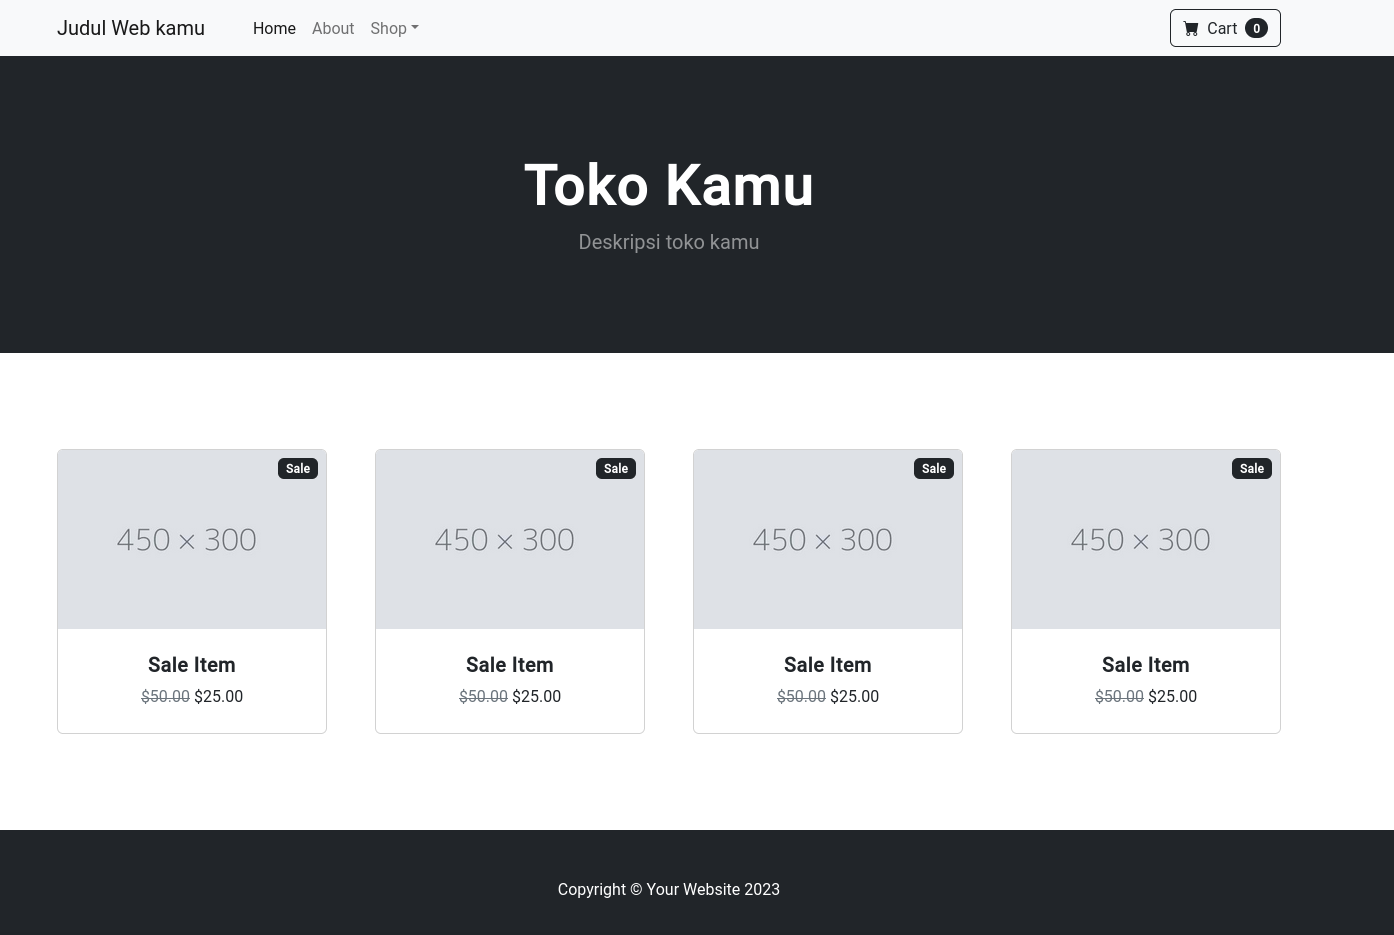 Judul Web kamu Home About Shop Cart 0
Toko Kamu
Deskripsi toko kamu
Sale Sale Sale Sale
450 × 300 450 × 300 450 × 300 450 × 300
Sale Item Sale Item Sale Item Sale Item
$50.00 $25.00 $50.00 $25.00 $50.00 $25.00 $50.00 $25.00
Copyright © Your Website 2023